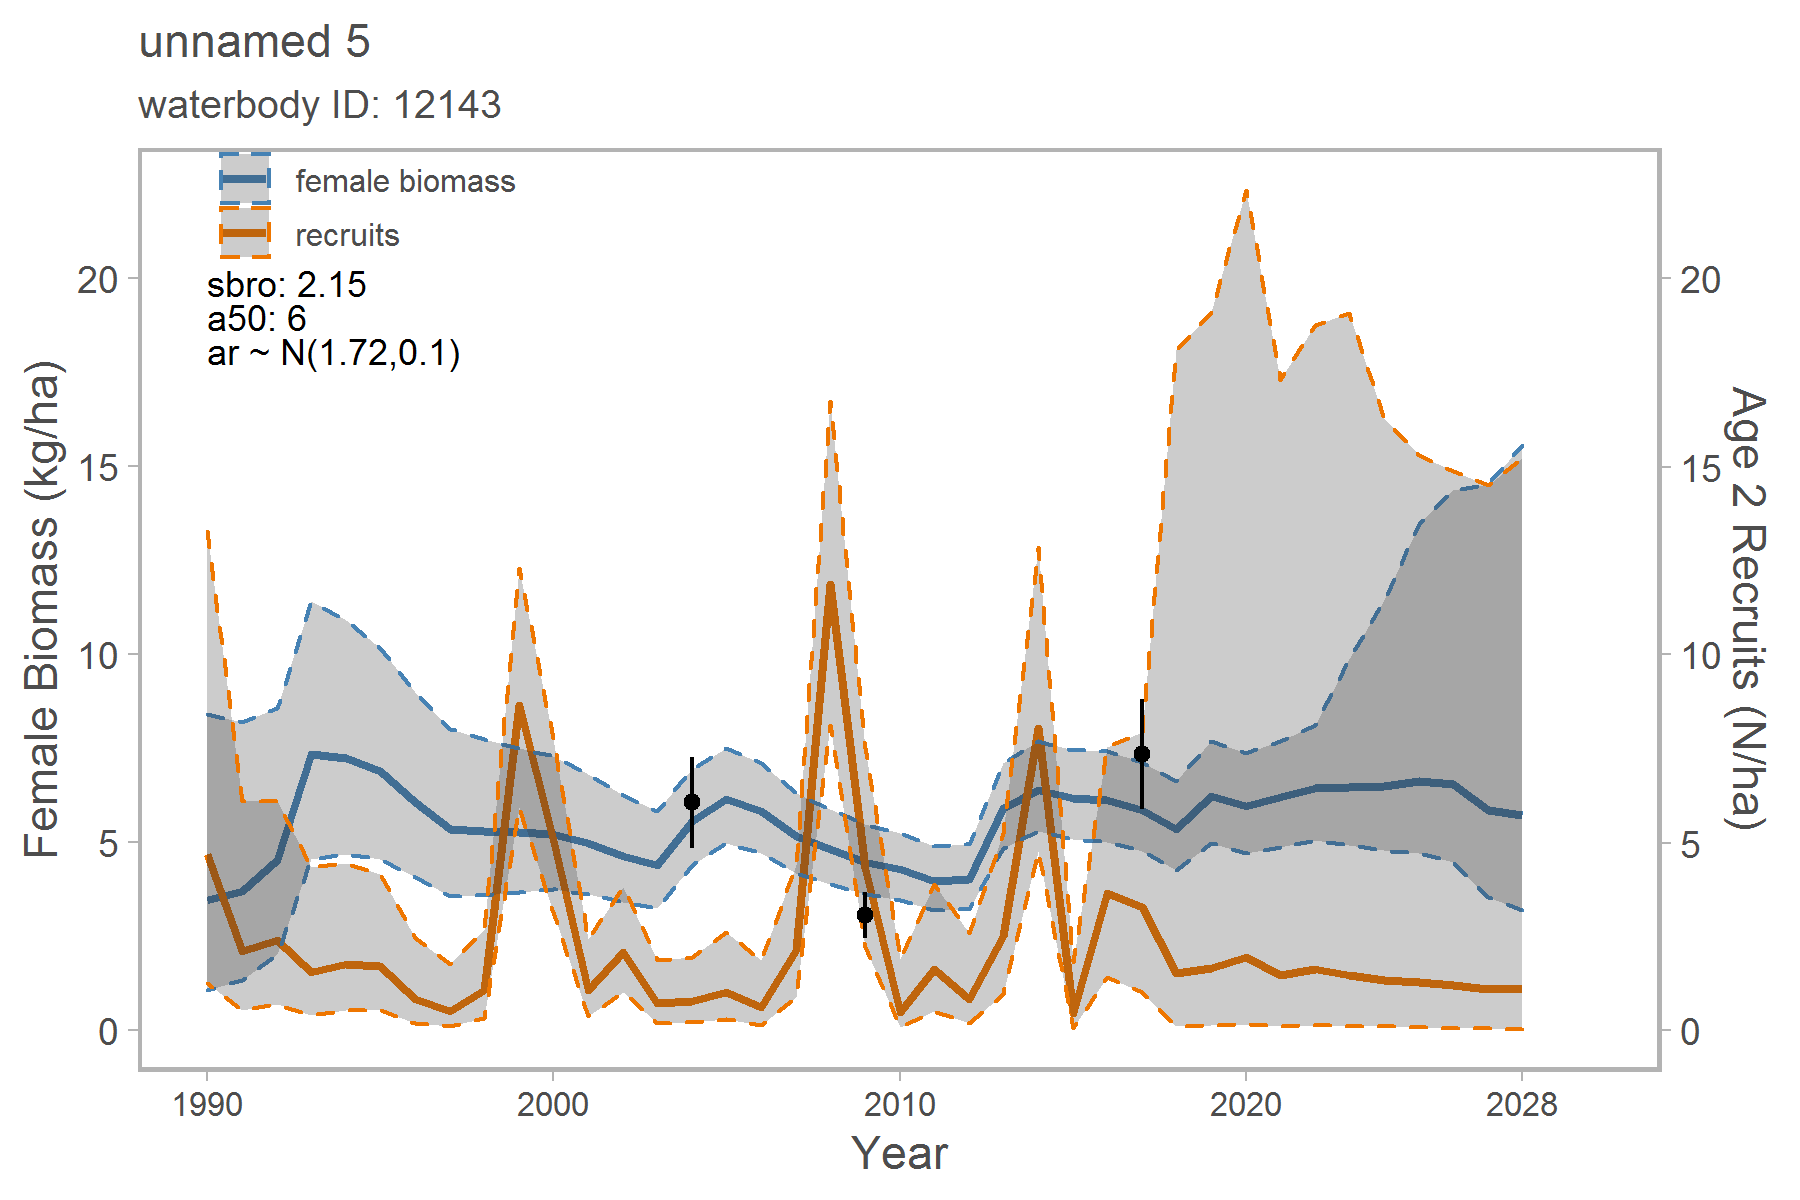 unnamed 5
waterbody ID: 12143
female biomass
recruits
sbro: 2.15
a50: 6
ar ~ N(1.72,0.1)
Female Biomass (kg/ha)
20
15
10
5
0
20
15
10
5
0
Age 2 Recruits (N/ha)
1990
2000
2010
2020
2028
Year